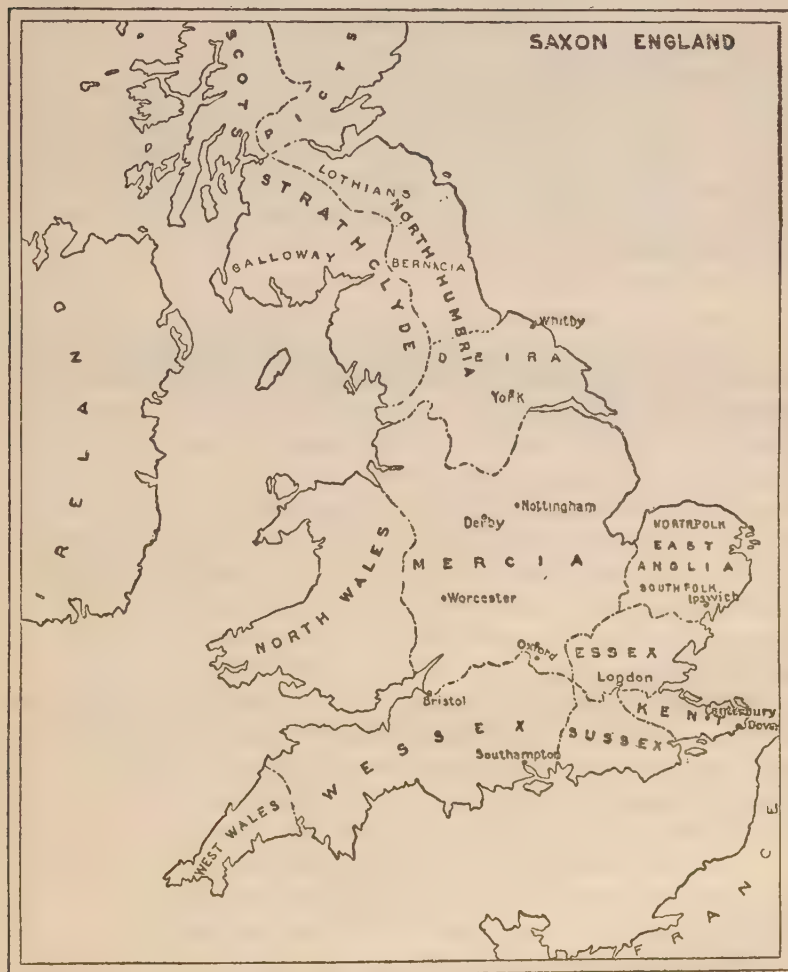 SAXON ENGLAND
SCOTS
PICTS
LOTHIANS
STRATHCLYDE
NORTHUMBRIA
GALLOWAY
BERNACIA
IRELAND
Whitby
DEIRA
York
Nottingham
Derby
NORTHFOLK
EAST
ANGLIA
SOUTHFOLK
Ipswich
MERCIA
NORTH WALES
Worcester
Oxford
ESSEX
London
Bristol
KENT
Canterbury
Dover
WESSEX
SUSSEX
Southampton
WEST WALES
FRANCE